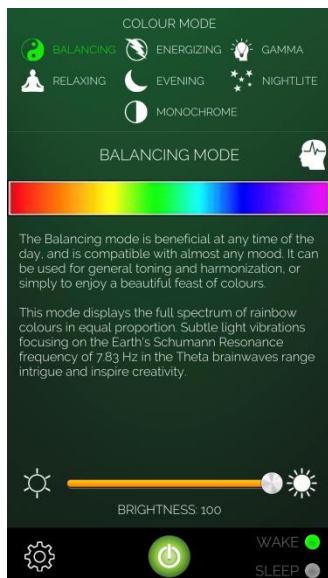 COLOUR MODE
BALANCING ENERGIZING GAMMA
RELAXING EVENING NIGHTLITE
MONOCHROME
BALANCING MODE
The Balancing mode is beneficial at any time of the
day, and is compatible with almost any mood. It can
be used for general toning and harmonization, or
simply to enjoy a beautiful feast of colours.
This mode displays the full spectrum of rainbow
colours in equal proportion. Subtle light vibrations
focusing on the Earth's Schumann Resonance
frequency of 7.83 Hz in the Theta brainwaves range
intrigue and inspire creativity.
BRIGHTNESS: 100
WAKE
SLEEP